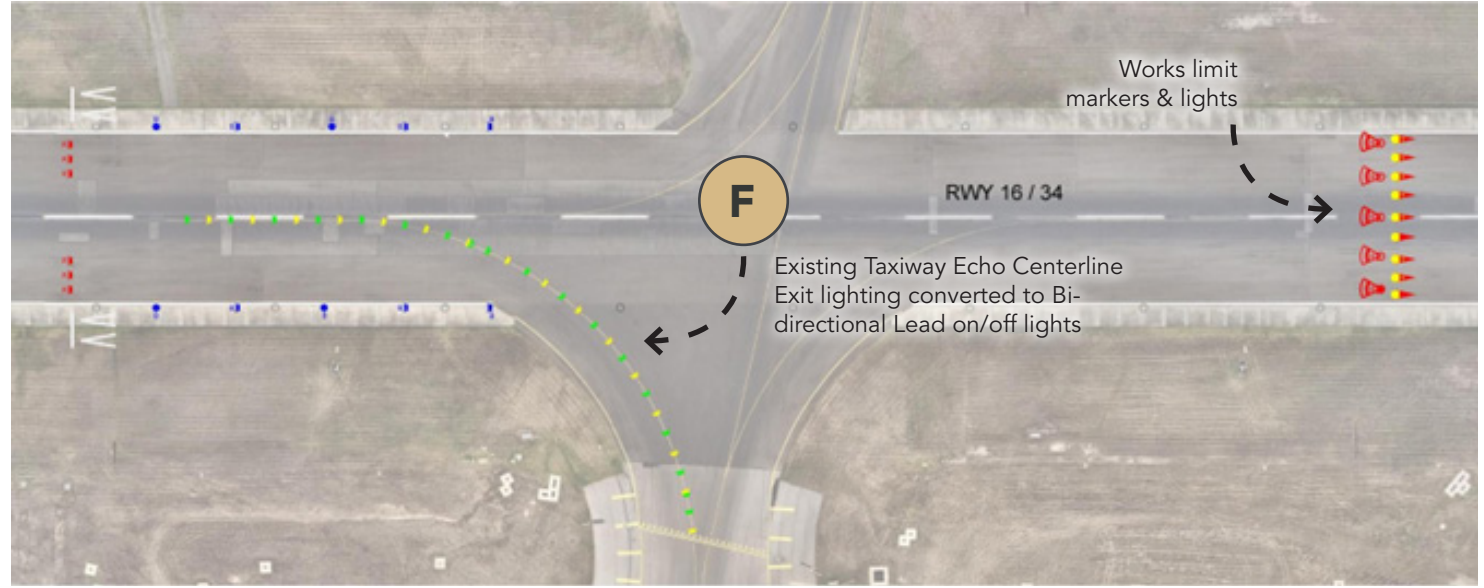 Works limit
markers & lights
F
RWY 16 / 34
Existing Taxiway Echo Centerline
Exit lighting converted to Bi-
directional Lead on/off lights